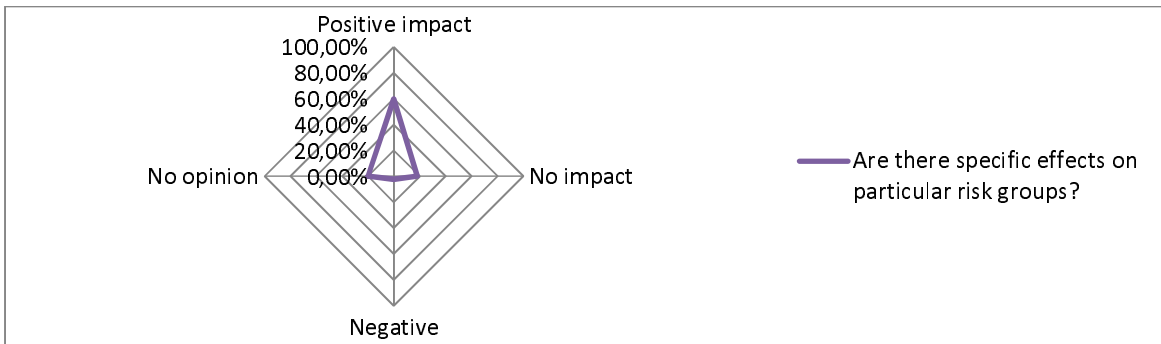 Positive impact
100,00%
80,00%
60,00%
40,00%
20,00%
0,00%
No opinion
No impact
Negative
Are there specific effects on
particular risk groups?